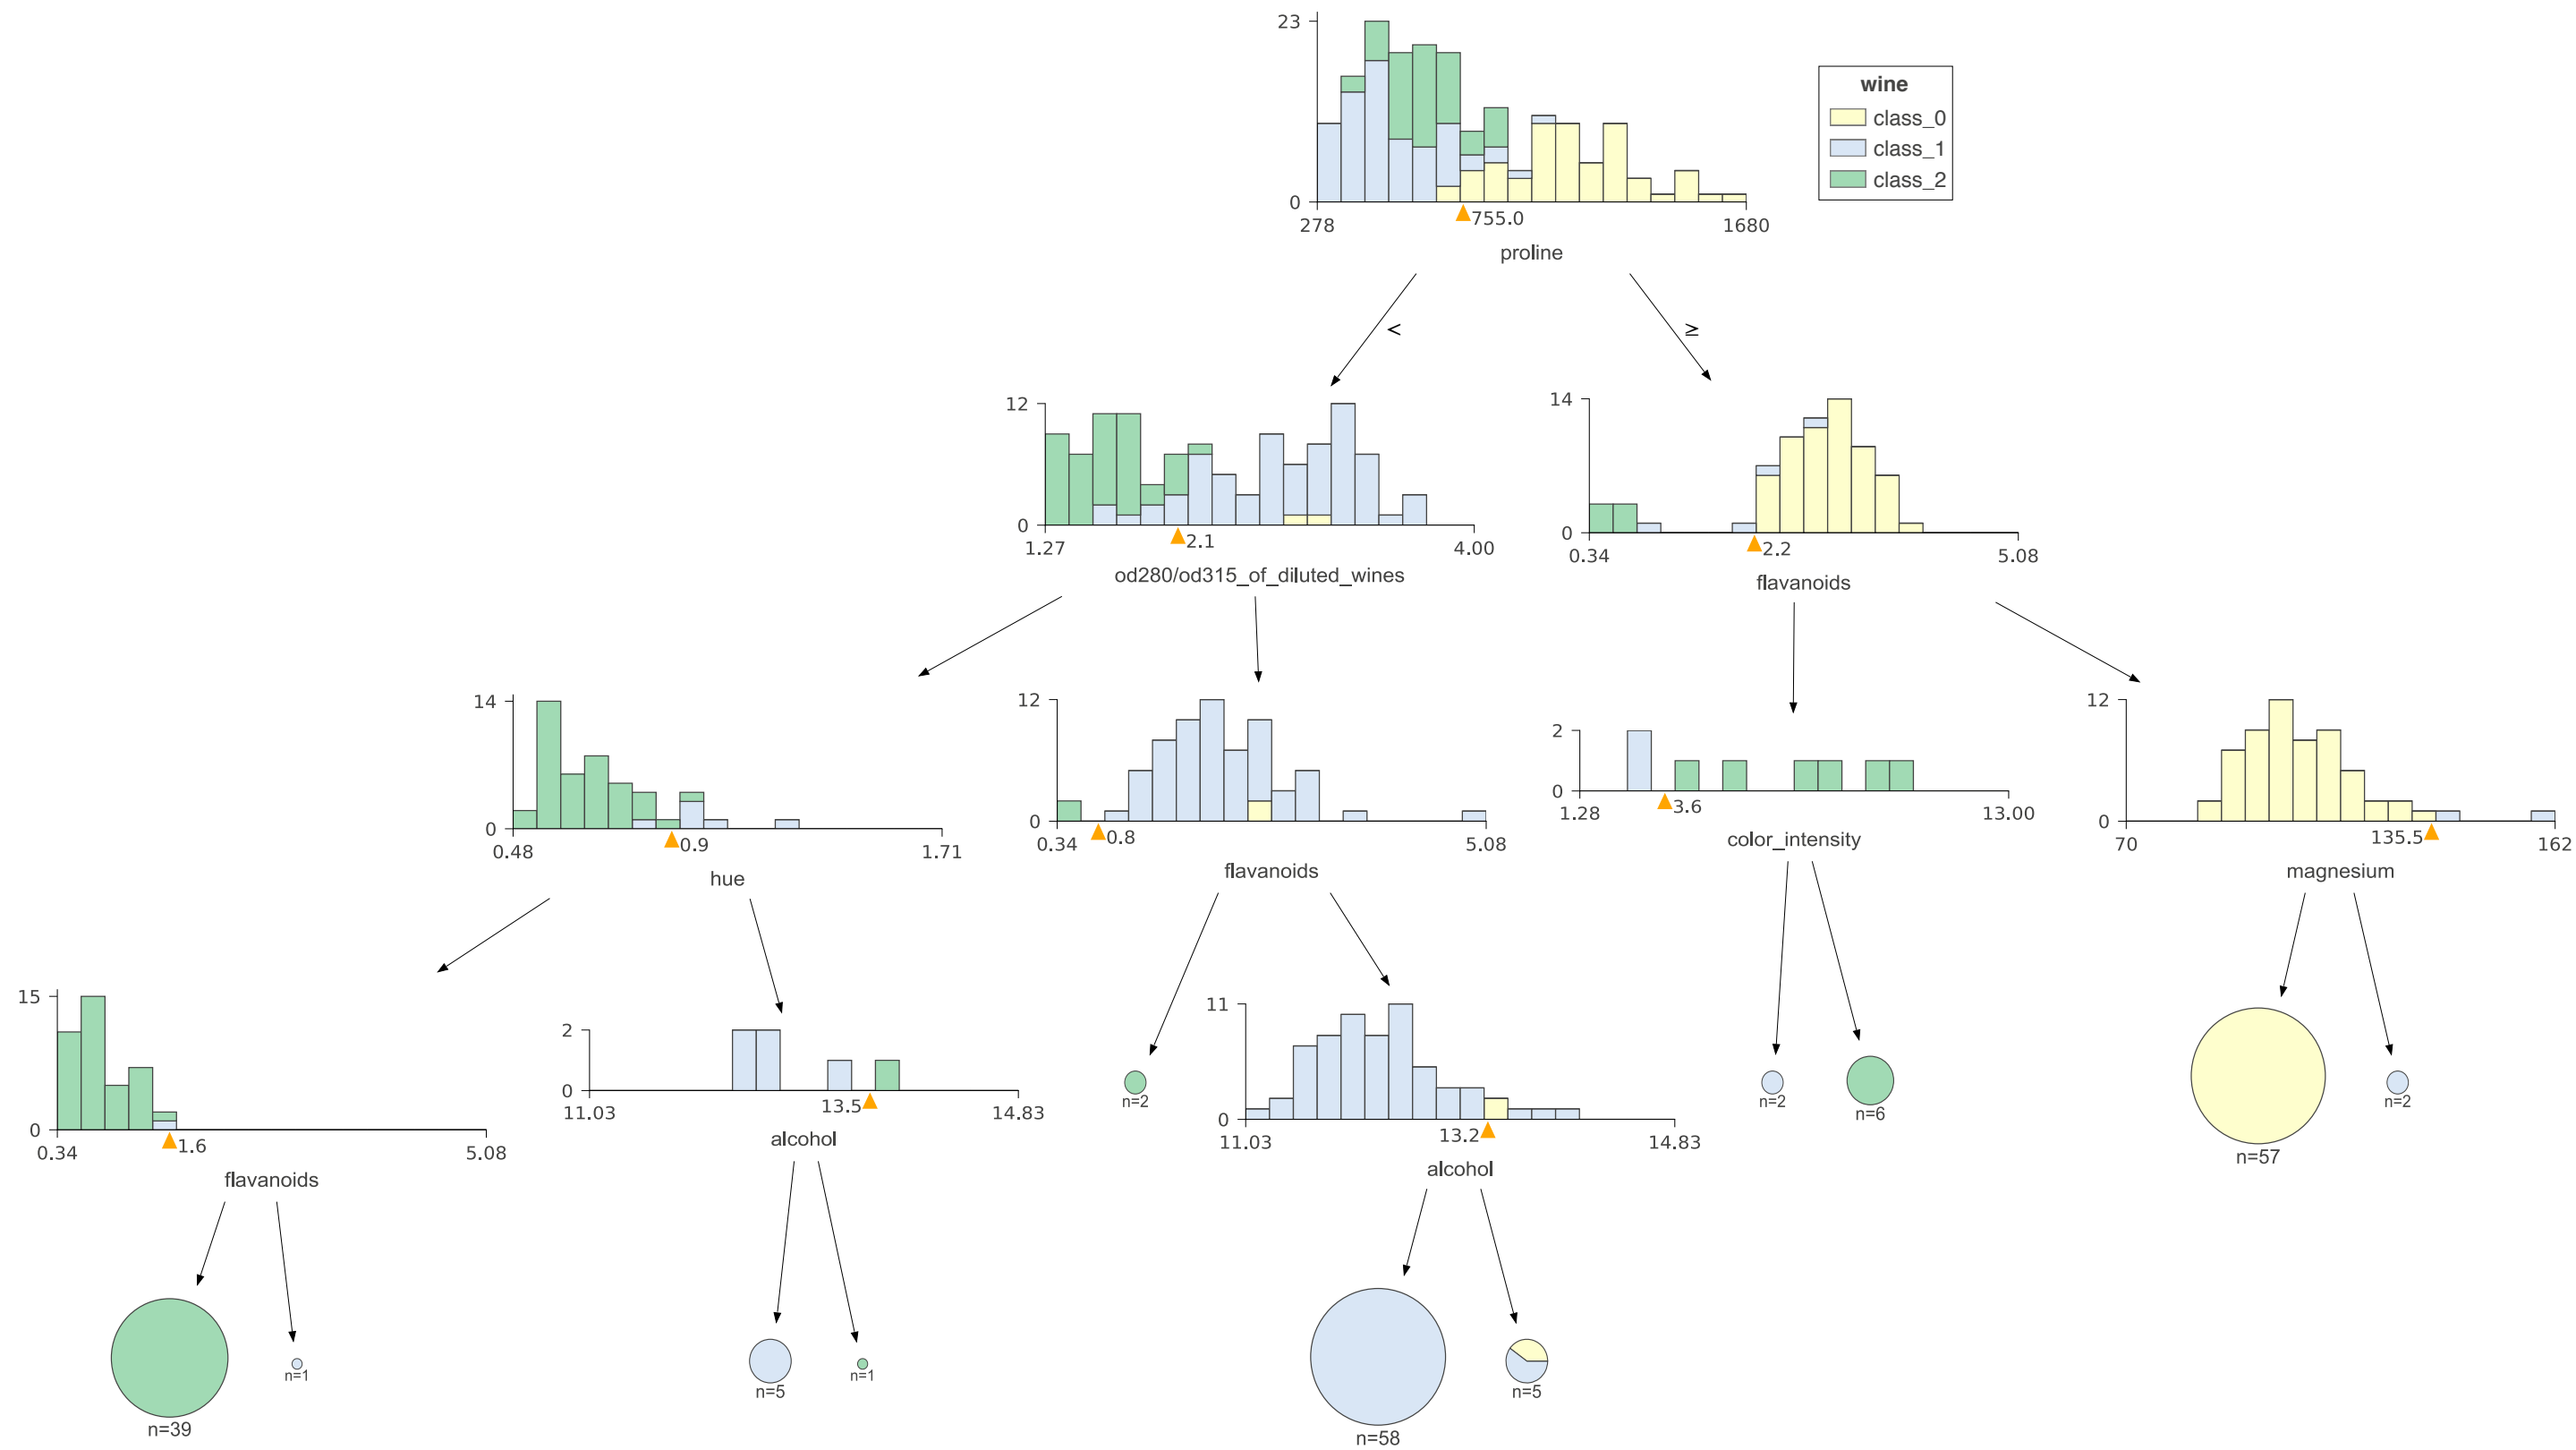 23
0
278
755.0
1680
proline
wine
class_0
class_1
class_2
<
≥
12
0
1.27
2.1
4.00
od280/od315_of_diluted_wines
14
0
0.34
2.2
5.08
flavanoids
14
0
0.48
0.9
1.71
hue
12
0
0.34
0.8
5.08
flavanoids
2
0
1.28
3.6
13.00
color_intensity
12
0
70
135.5
162
magnesium
15
0
0.34
1.6
5.08
flavanoids
2
0
11.03
13.5
14.83
alcohol
n=2
11
0
11.03
13.2
14.83
alcohol
n=2
n=6
n=57
n=2
n=39
n=1
n=5
n=1
n=58
n=5